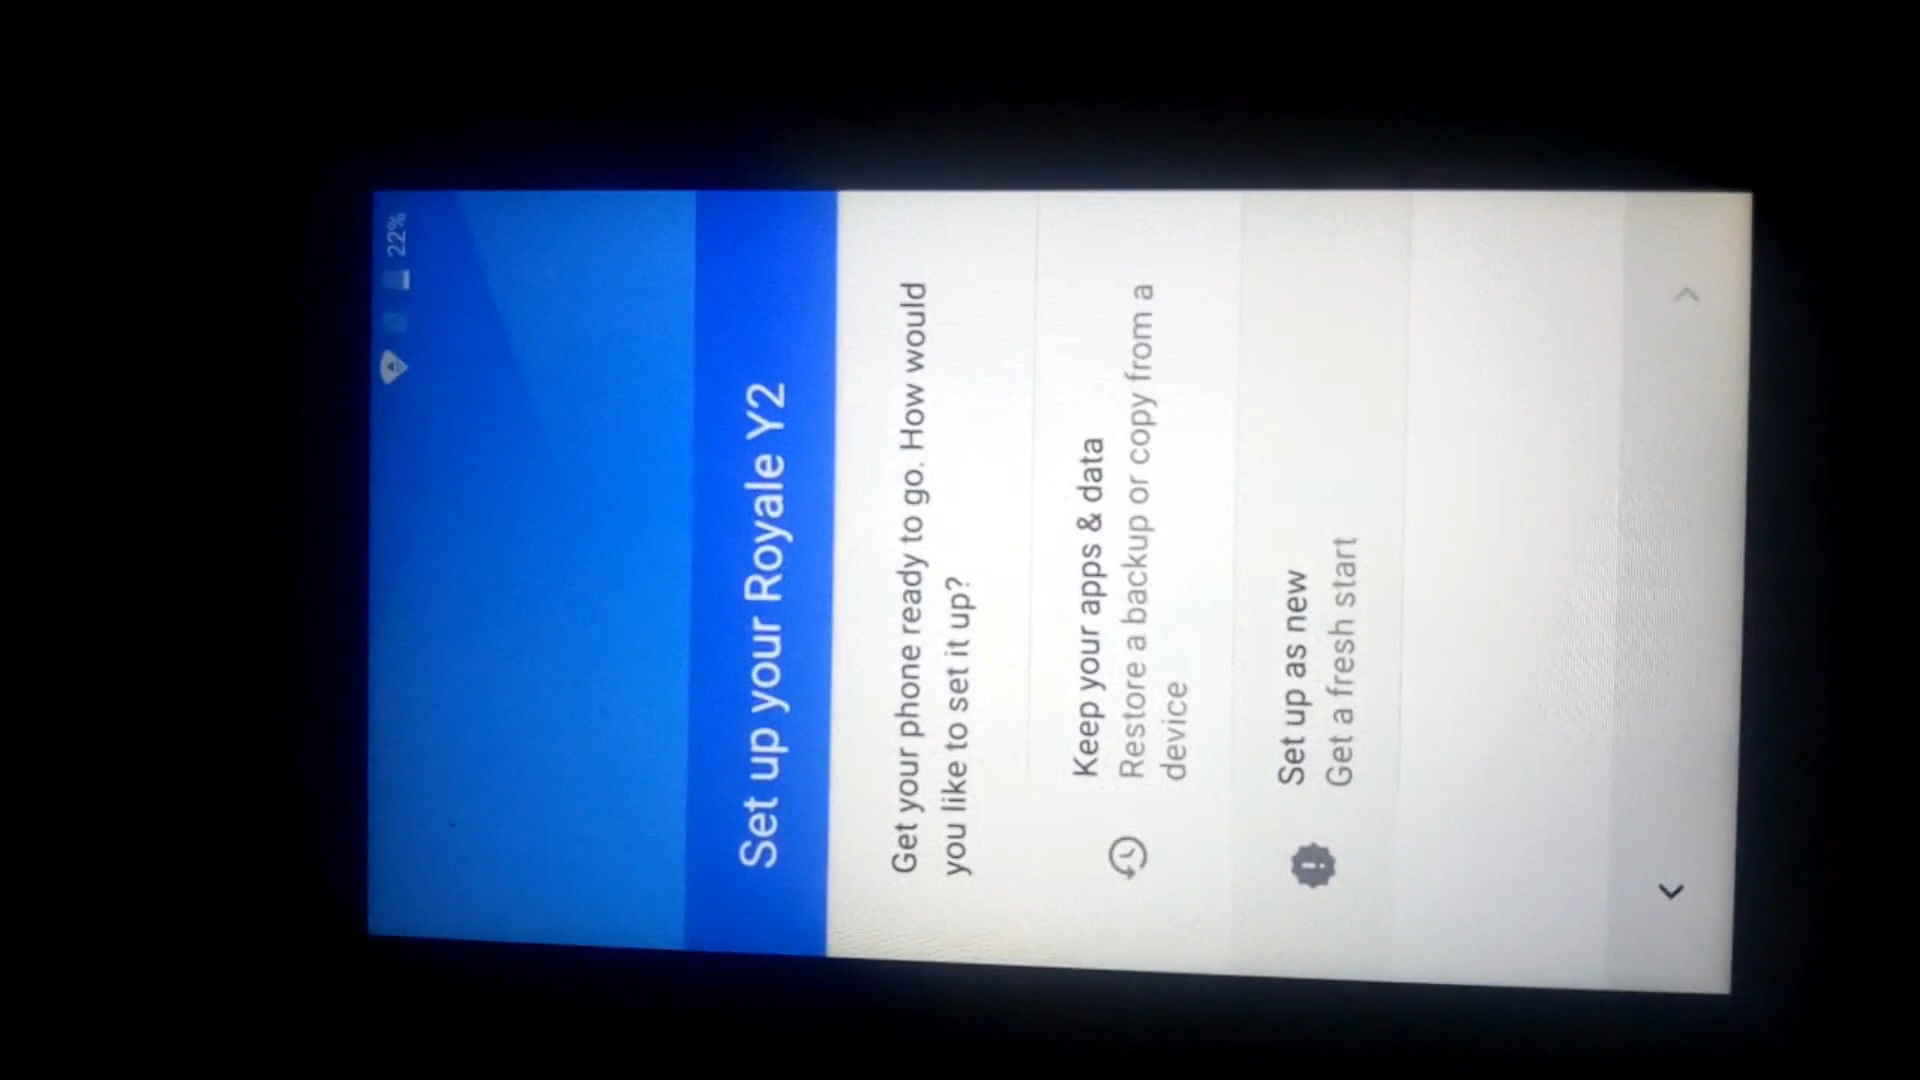 22%
Set up your Royale Y2
Get your phone ready to go. How would
you like to set it up?
Keep your apps & data
Restore a backup or copy from a
device
Set up as new
Get a fresh start